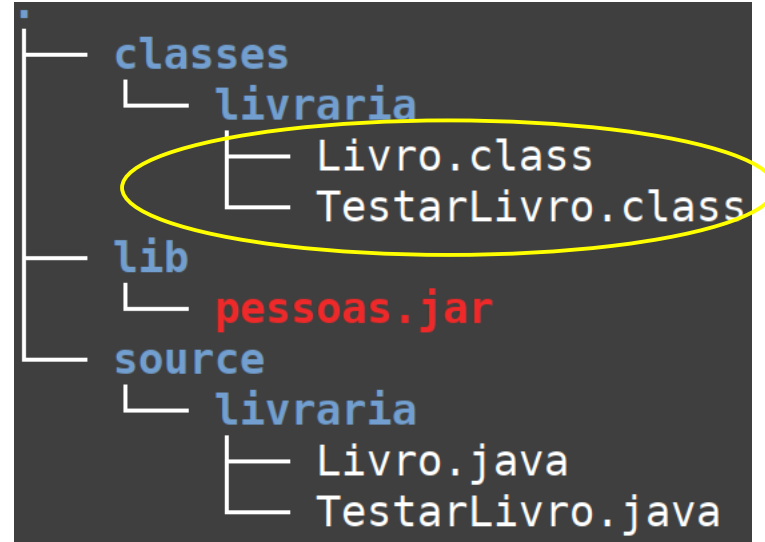 .
classes
livraria
Livro.class
TestarLivro.class
lib
pessoas.jar
source
livraria
Livro.java
TestarLivro.java